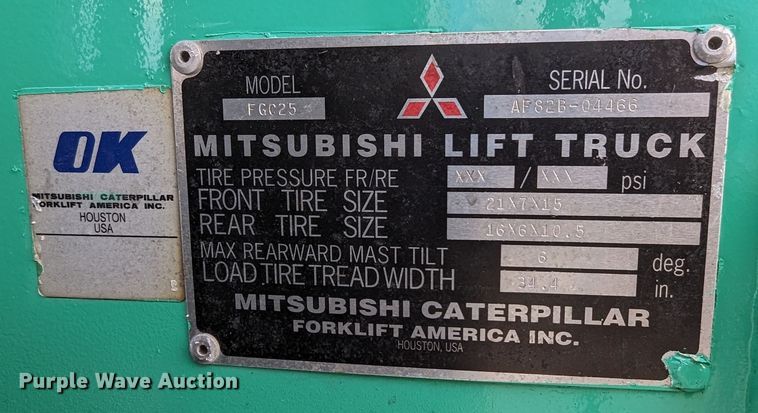 OK
MITSUBISHI CATERPILLAR
FORKLIFT AMERICA INC.
HOUSTON
USA
MODEL
FGC25
SERIAL No.
AF82B-04466
MITSUBISHI LIFT TRUCK
TIRE PRESSURE FR/RE XXX / XXX psi
FRONT TIRE SIZE 21X7X15
REAR TIRE SIZE 16X6X10.5
MAX REARWARD MAST TILT 6 deg.
LOAD TIRE TREAD WIDTH 34.4 in.
MITSUBISHI CATERPILLAR
FORKLIFT AMERICA INC.
HOUSTON, USA
Purple Wave Auction